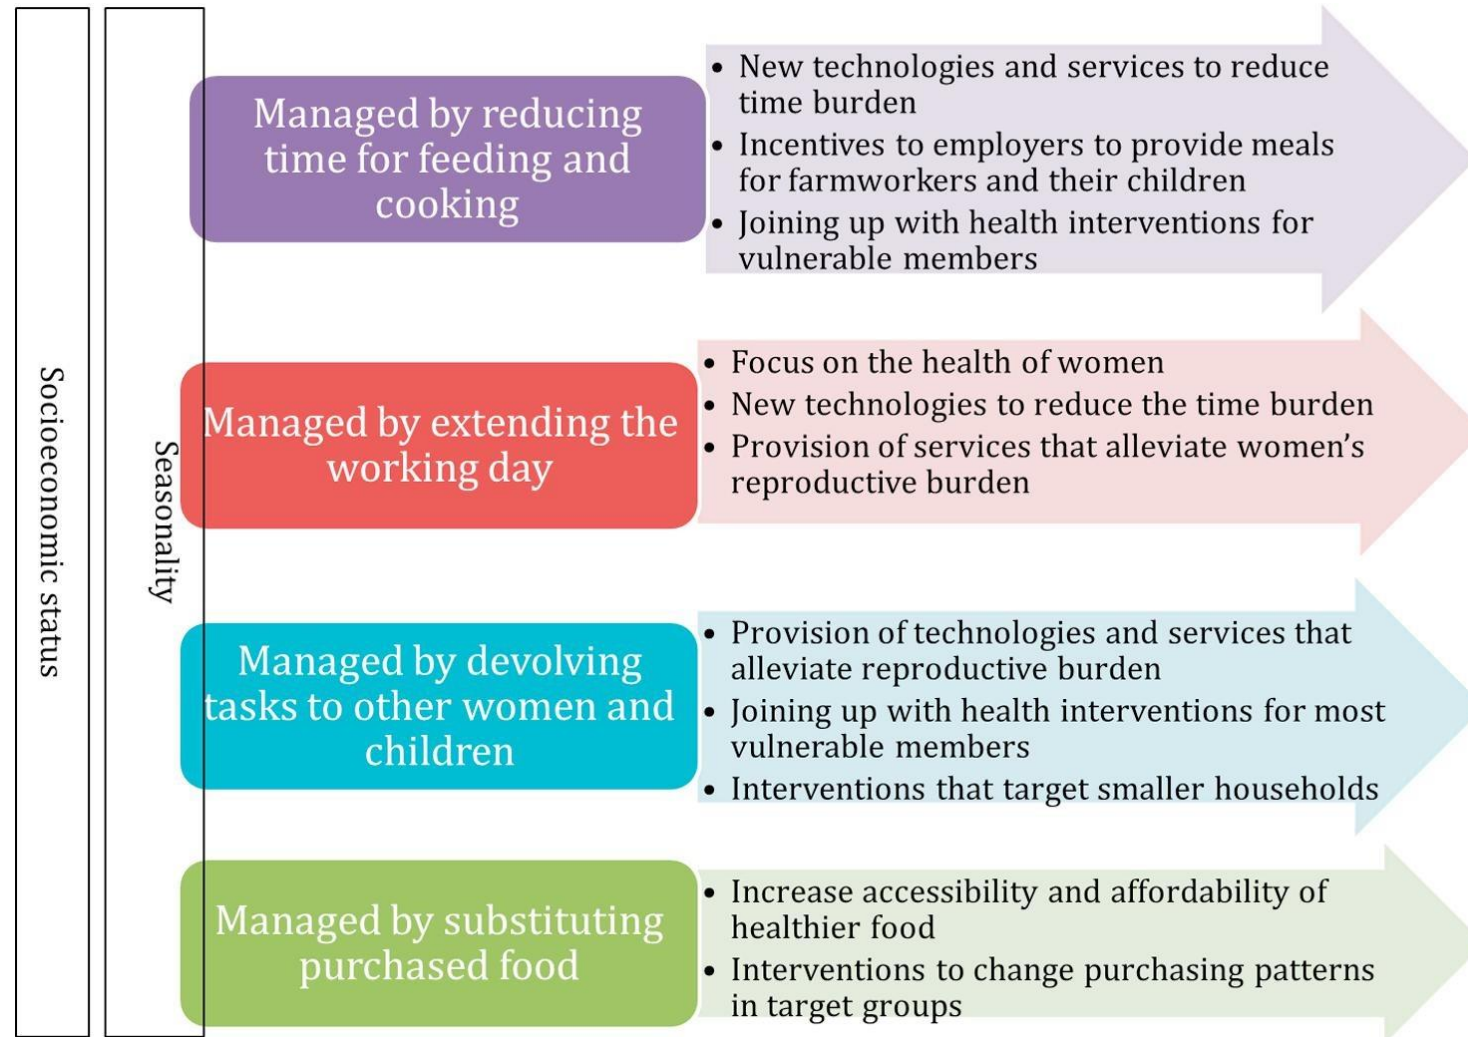 Socioeconomic status
Seasonality
Managed by reducing
time for feeding and
cooking
• New technologies and services to reduce
time burden
• Incentives to employers to provide meals
for farmworkers and their children
• Joining up with health interventions for
vulnerable members
Managed by extending the
working day
• Focus on the health of women
• New technologies to reduce the time burden
• Provision of services that alleviate women’s
reproductive burden
Managed by devolving
tasks to other women and
children
• Provision of technologies and services that
alleviate reproductive burden
• Joining up with health interventions for most
vulnerable members
• Interventions that target smaller households
Managed by substituting
purchased food
• Increase accessibility and affordability of
healthier food
• Interventions to change purchasing patterns
in target groups